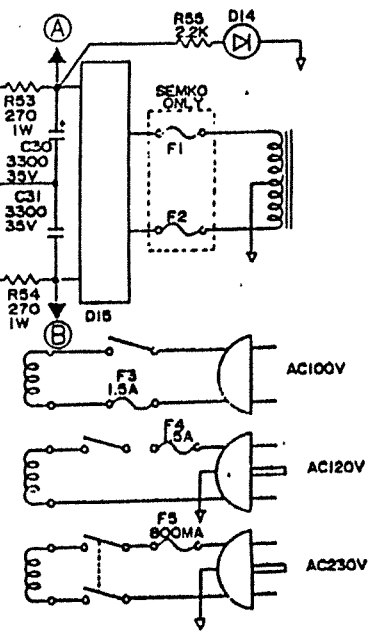 A
R55
2.2K
D14
R53
270
1W
+
C30
3300
35V
C31
3300
35V
SEMKO
ONLY
F1
F2
R54
270
1W
B
D15
F3
1.5A
AC100V
F4
.5A
AC120V
F5
800MA
AC230V